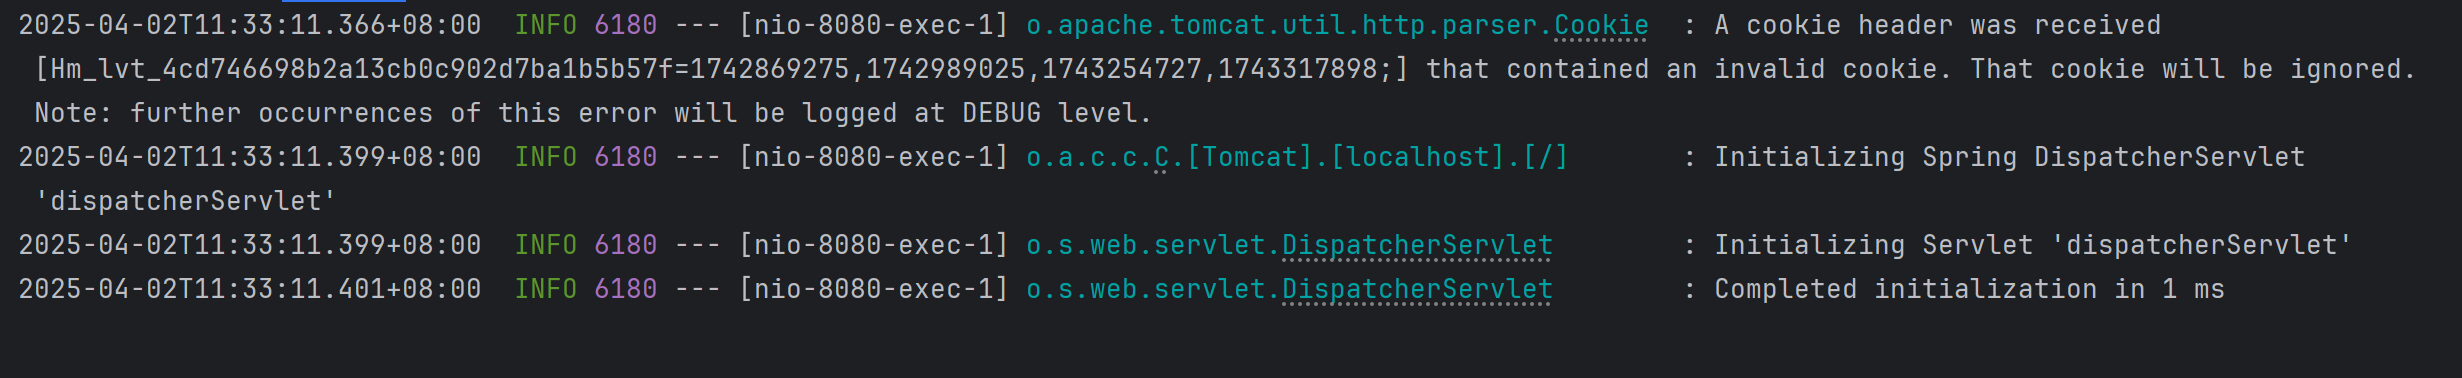 2025-04-02T11:33:11.366+08:00  INFO 6180 --- [nio-8080-exec-1] o.apache.tomcat.util.http.parser.Cookie  : A cookie header was received
[Hm_lvt_4cd746698b2a13cb0c902d7ba1b5b57f=1742869275,1742989025,1743254727,1743317898;] that contained an invalid cookie. That cookie will be ignored.
Note: further occurrences of this error will be logged at DEBUG level.
2025-04-02T11:33:11.399+08:00  INFO 6180 --- [nio-8080-exec-1] o.a.c.c.C.[Tomcat].[localhost].[/]       : Initializing Spring DispatcherServlet
'dispatcherServlet'
2025-04-02T11:33:11.399+08:00  INFO 6180 --- [nio-8080-exec-1] o.s.web.servlet.DispatcherServlet        : Initializing Servlet 'dispatcherServlet'
2025-04-02T11:33:11.401+08:00  INFO 6180 --- [nio-8080-exec-1] o.s.web.servlet.DispatcherServlet        : Completed initialization in 1 ms